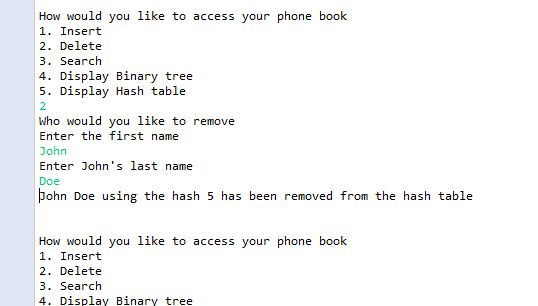 How would you like to access your phone book
1. Insert
2. Delete
3. Search
4. Display Binary tree
5. Display Hash table
2
Who would you like to remove
Enter the first name
John
Enter John's last name
Doe
John Doe using the hash 5 has been removed from the hash table
How would you like to access your phone book
1. Insert
2. Delete
3. Search
4. Display Binary tree